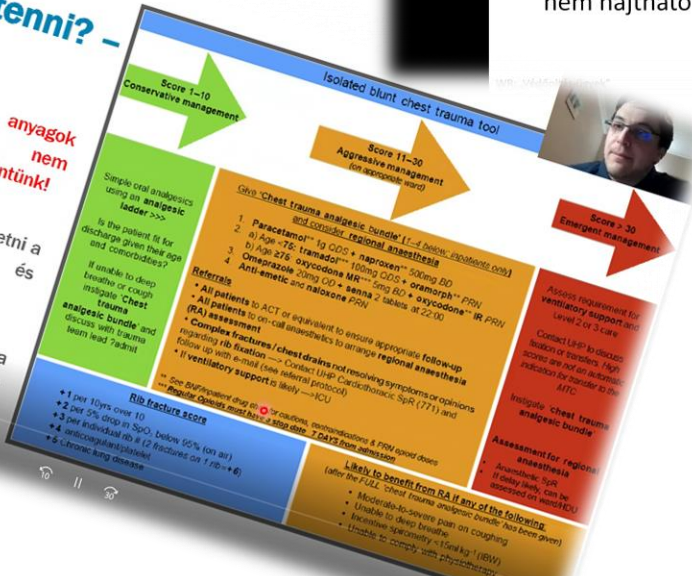 tenni? –
nem hajtható
anyagok
nem
ntünk!
etni a
és
a
Isolated blunt chest trauma tool
Score 1–10
Conservative management
Score 11–30
Aggressive management
(on appropriate ward)
Score > 30
Emergent management
Simple oral analgesics
using an analgesic
ladder >>>
Is the patient fit for
discharge given their age
and comorbidities?
If unable to deep
breathe or cough
instigate 'Chest
trauma
analgesic bundle' and
discuss with trauma
team lead ?admit
Give 'Chest trauma analgesic bundle' (1–4 below: inpatients only)
and consider regional anaesthesia
1. Paracetamol** 1g QDS + naproxen** 500mg BD
2. a) Age <75: tramadol*** 100mg QDS + oramorph** PRN
b) Age ≥75: oxycodone MR*** 5mg BD + oxycodone** IR PRN
3. Omeprazole 20mg OD + senna 2 tablets at 22:00
4. Anti-emetic and naloxone PRN
Referrals
• All patients to ACT or equivalent to ensure appropriate follow-up
• All patients to on-call anaesthetics to arrange regional anaesthesia
(RA) assessment
• Complex fractures / chest drains not resolving symptoms or opinions
regarding rib fixation —> Contact UHP Cardiothoracic SpR (771) and
follow up with e-mail (see referral protocol)
• If ventilatory support is likely —>ICU
** See BNF/inpatient drug for cautions, contraindications & PRN opioid doses
*** Regular Opioids must have a stop date 7 DAYS from admission
Assess requirement for
ventilatory support and
Level 2 or 3 care
Contact UHP to discuss
fixation or transfers. High
scores are not an automatic
indication for transfer to the
MTC
Instigate 'chest trauma
analgesic bundle'
Assessment for regional
anaesthesia
• Anaesthetic SpR
• If delay likely, can be
assessed on ward/HDU
Rib fracture score
+1 per 10yrs over 10
+2 per 5% drop in SpO₂ below 95% (on air)
+3 per individual rib # (2 fractures on 1 rib=+6)
+4 anticoagulant/platelet
+5 Chronic lung disease
Likely to benefit from RA if any of the following:
(after the FULL 'chest trauma analgesic bundle' has been given)
• Moderate-to-severe pain on coughing
• Unable to deep breathe
• Incentive spirometry <15ml kg⁻¹ (IBW)
• Unable to comply with physiotherapy
10
30